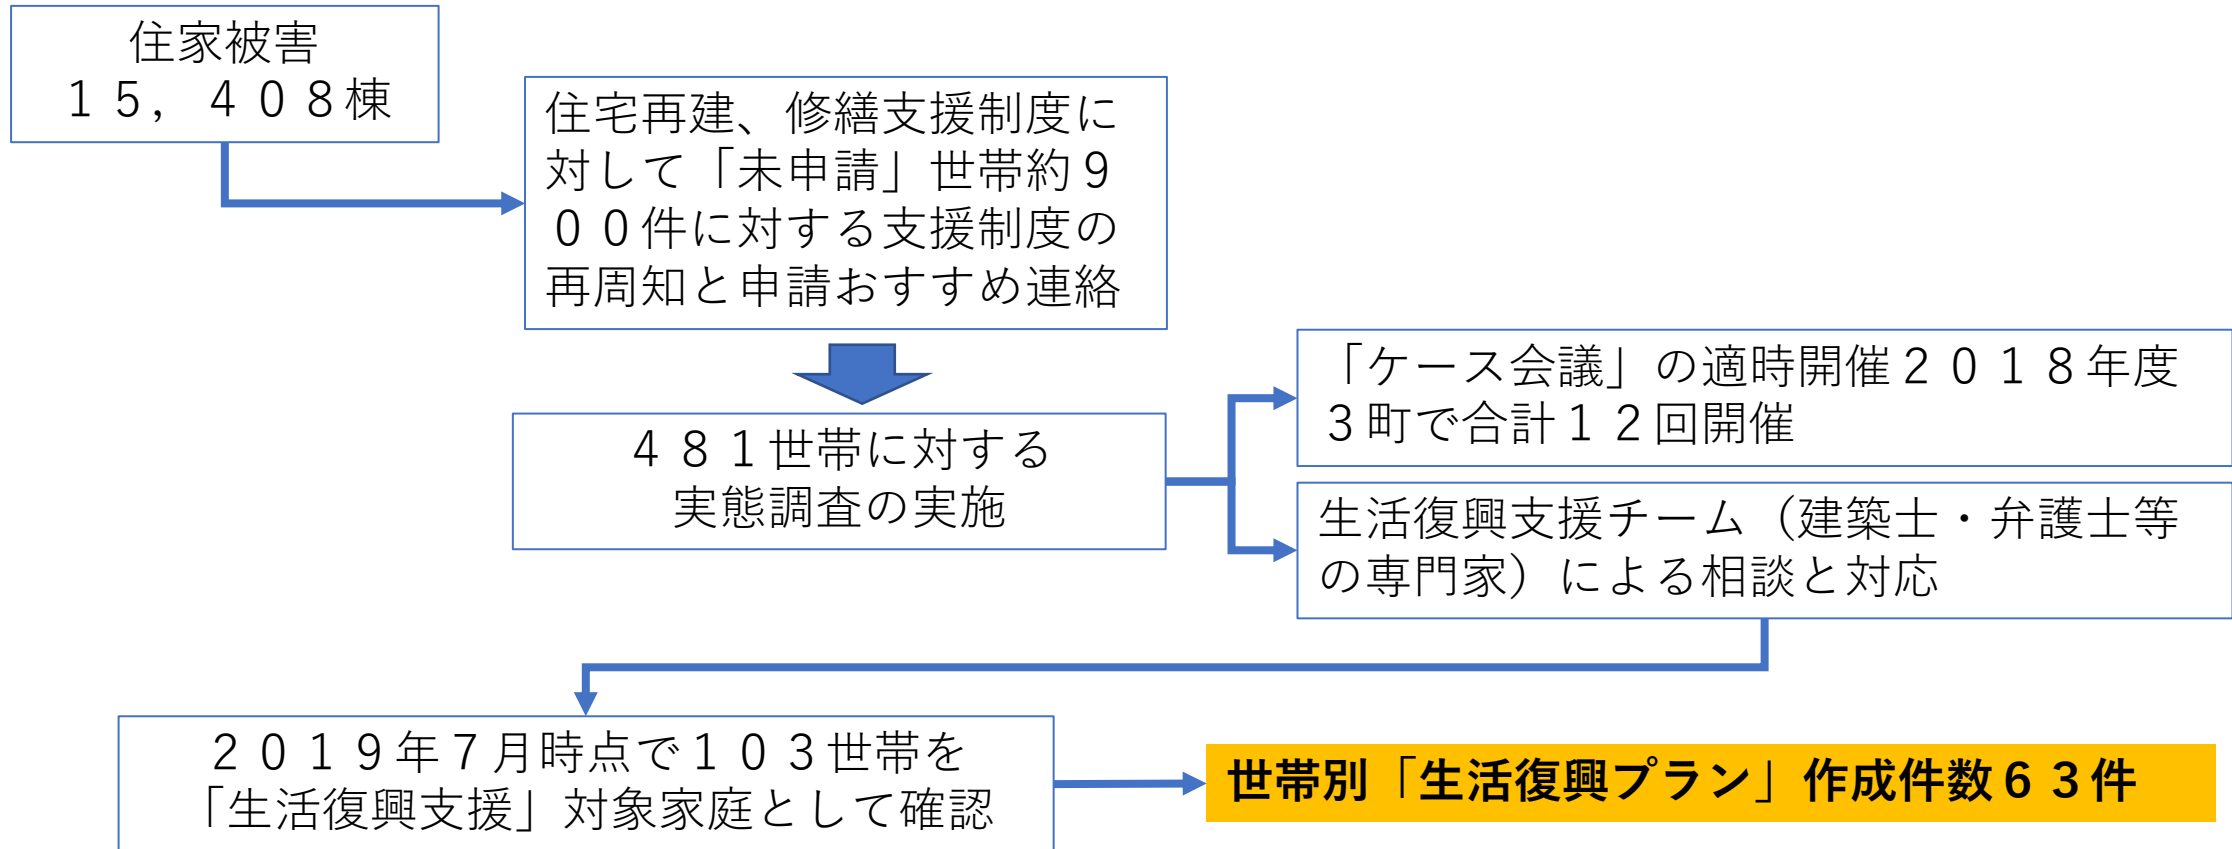 住家被害
１５，４０８棟
住宅再建、修繕支援制度に
対して「未申請」世帯約９
００件に対する支援制度の
再周知と申請おすすめ連絡
４８１世帯に対する
実態調査の実施
「ケース会議」の適時開催２０１８年度
３町で合計１２回開催
生活復興支援チーム（建築士・弁護士等
の専門家）による相談と対応
２０１９年７月時点で１０３世帯を
「生活復興支援」対象家庭として確認
世帯別「生活復興プラン」作成件数６３件